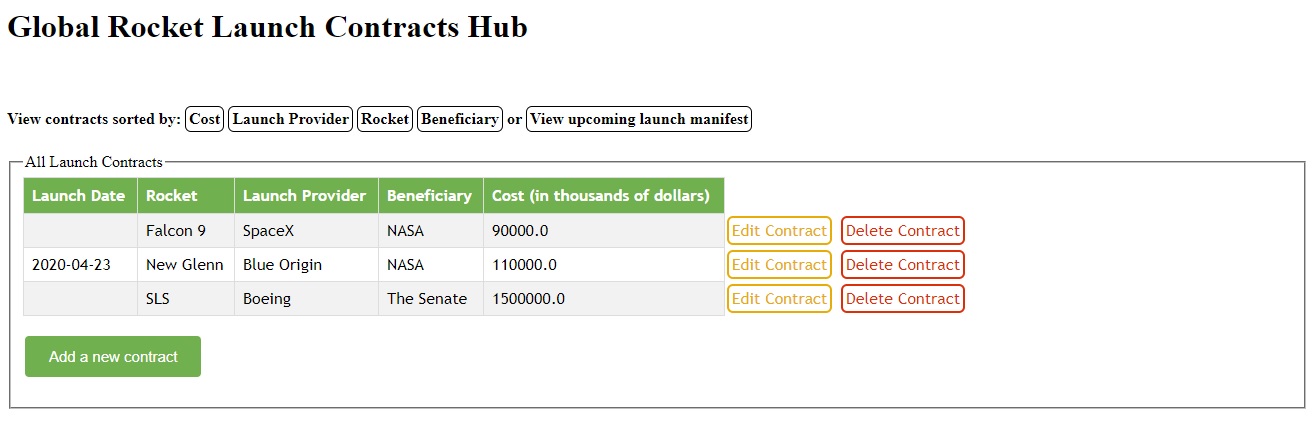 Global Rocket Launch Contracts Hub
View contracts sorted by: Cost Launch Provider Rocket Beneficiary or View upcoming launch manifest
All Launch Contracts
Launch Date Rocket Launch Provider Beneficiary Cost (in thousands of dollars)
Falcon 9 SpaceX NASA 90000.0 Edit Contract Delete Contract
2020-04-23 New Glenn Blue Origin NASA 110000.0 Edit Contract Delete Contract
SLS Boeing The Senate 1500000.0 Edit Contract Delete Contract
Add a new contract